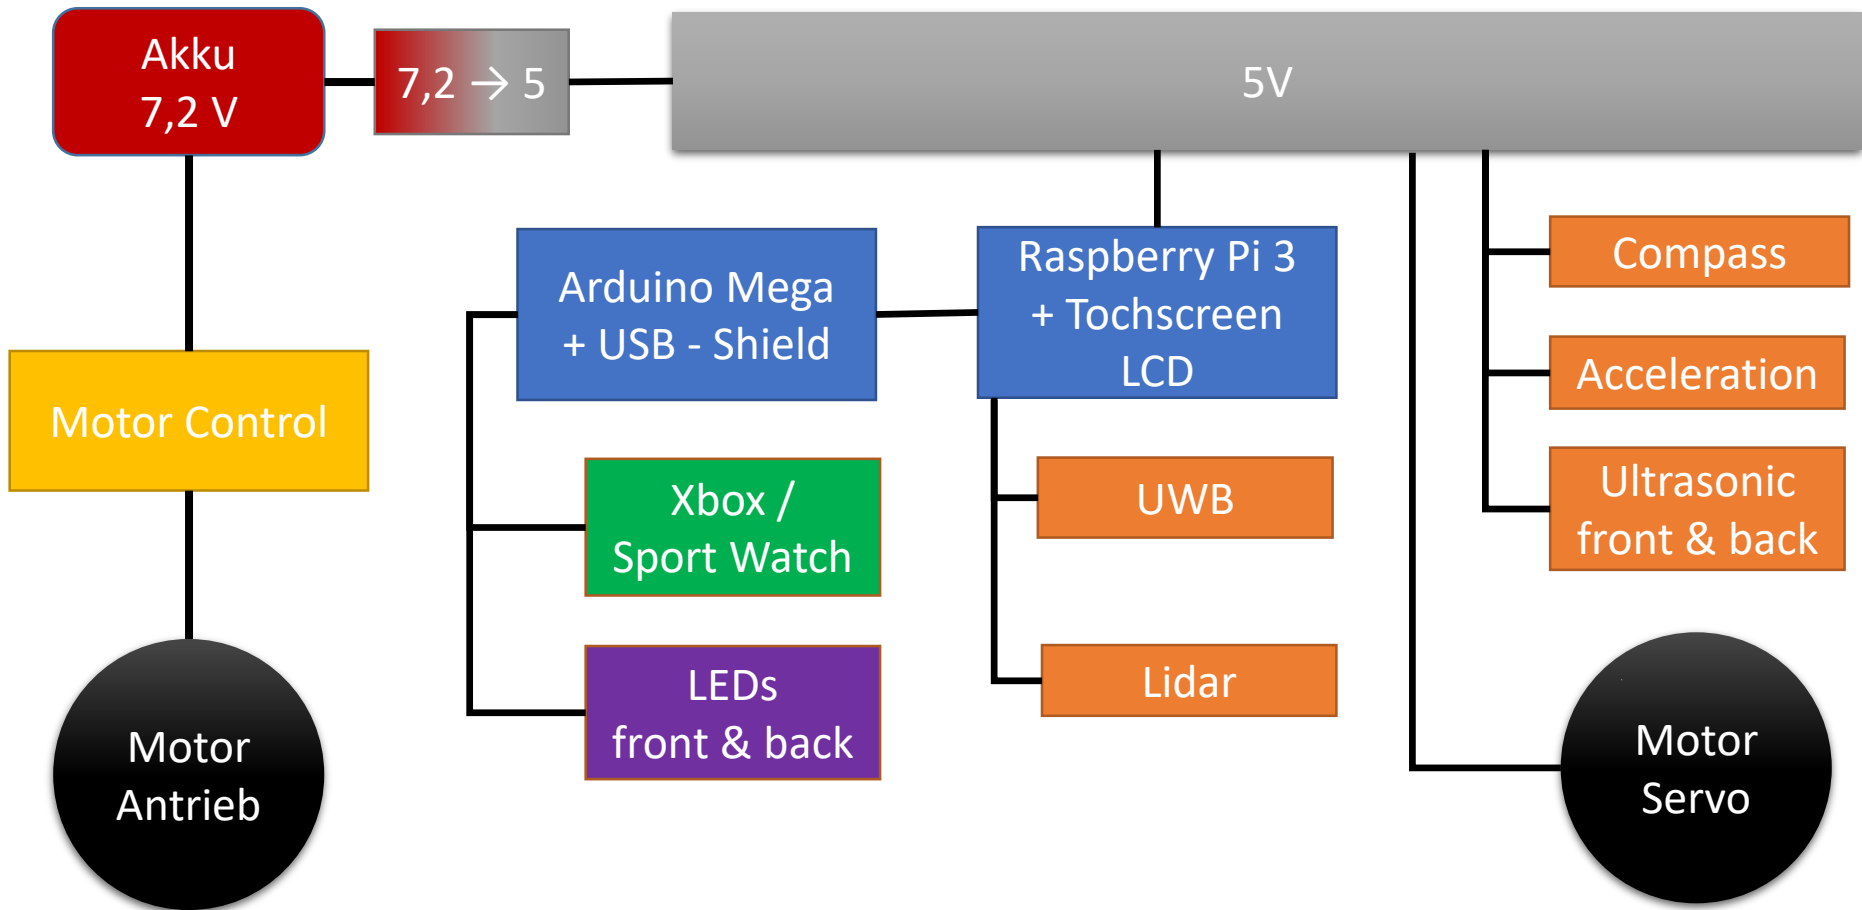 Akku
7,2 V
7,2 → 5
5V
Arduino Mega
+ USB - Shield
Raspberry Pi 3
+ Tochscreen
LCD
Compass
Acceleration
Ultrasonic
front & back
Motor Control
Xbox /
Sport Watch
UWB
LEDs
front & back
Lidar
Motor
Antrieb
Motor
Servo